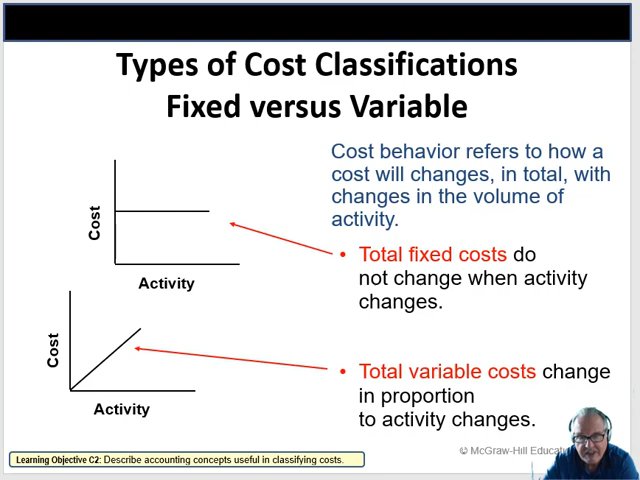 Types of Cost Classifications
Fixed versus Variable
Cost behavior refers to how a
cost will changes, in total, with
changes in the volume of
activity.
Cost
Activity
• Total fixed costs do
not change when activity
changes.
Cost
Activity
• Total variable costs change
in proportion
to activity changes.
© McGraw-Hill
Learning Objective C2: Describe accounting concepts useful in classifying costs.